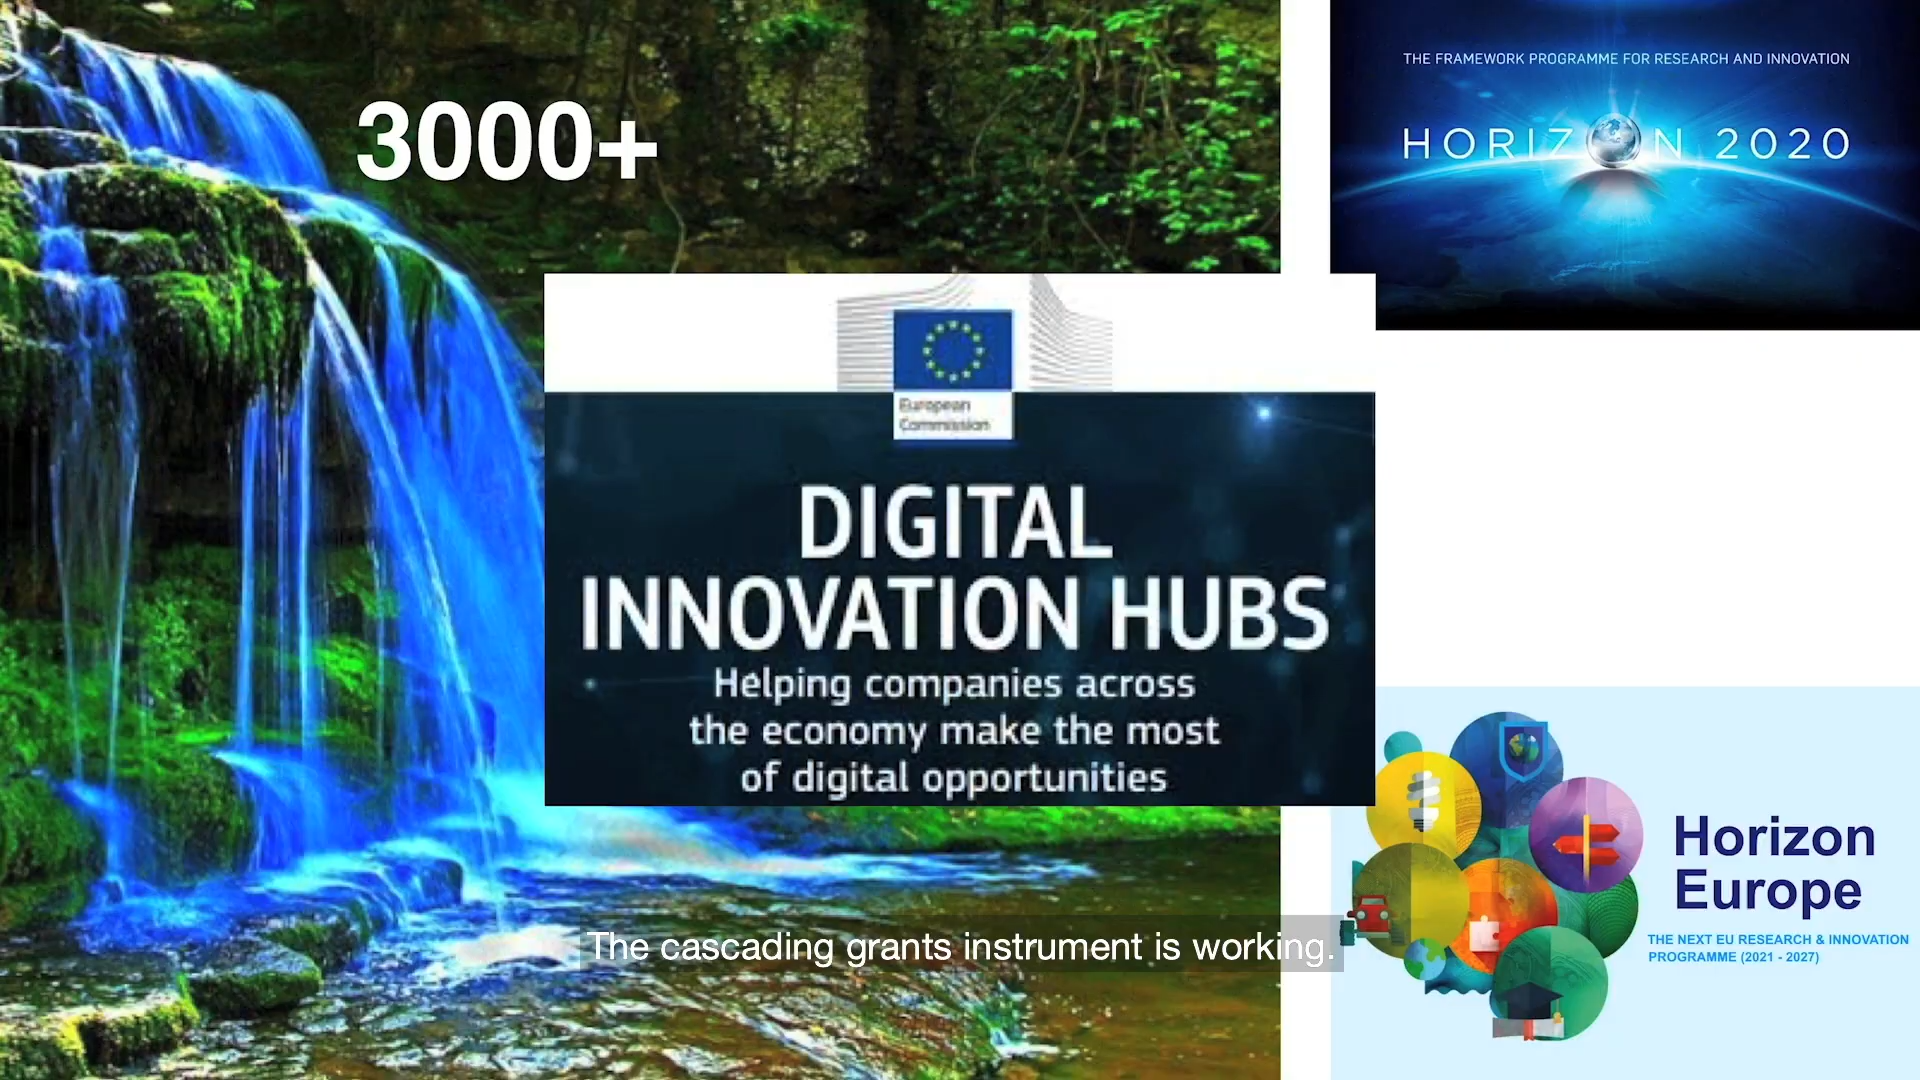 3000+
THE FRAMEWORK PROGRAMME FOR RESEARCH AND INNOVATION
HORIZON 2020
European
Commission
DIGITAL
INNOVATION HUBS
Helping companies across
the economy make the most
of digital opportunities
Horizon
Europe
THE NEXT EU RESEARCH & INNOVATION
PROGRAMME (2021 - 2027)
The cascading grants instrument is working.